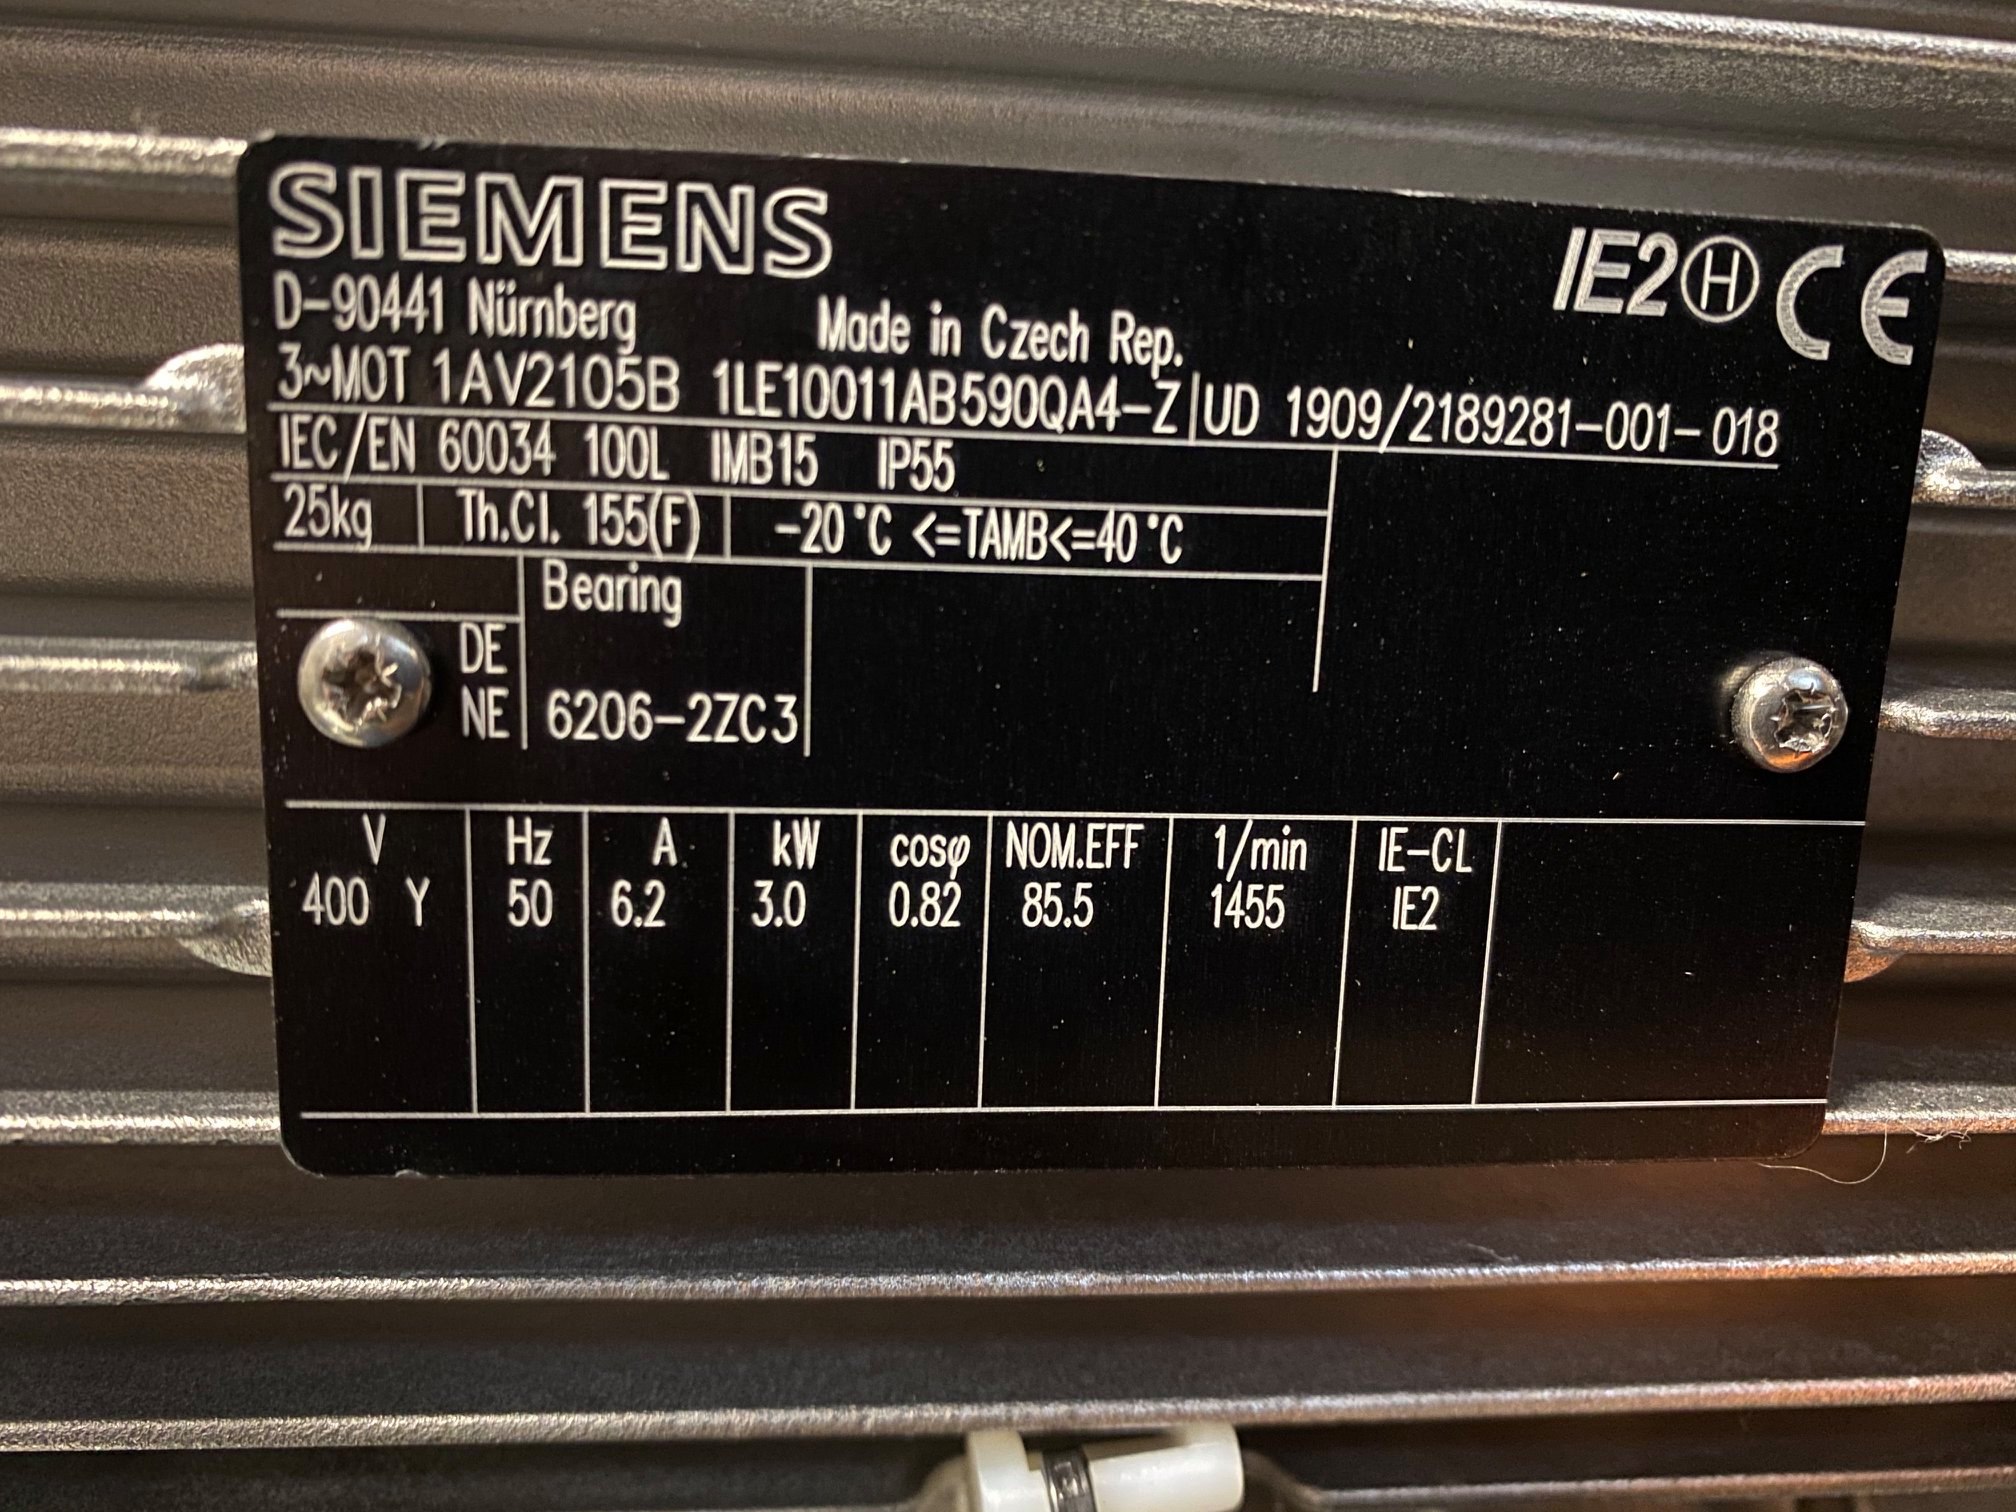 SIEMENS
IE2 H CE
D-90441 Nürnberg Made in Czech Rep.
3~MOT 1AV2105B 1LE10011AB590QA4-Z UD 1909/2189281-001-018
IEC/EN 60034 100L IMB15 IP55
25kg Th.Cl. 155(F) -20°C <=TAMB<=40°C
Bearing
DE
NE 6206-2ZC3
V Hz A kW cosφ NOM.EFF 1/min IE-CL
400 Y 50 6.2 3.0 0.82 85.5 1455 IE2